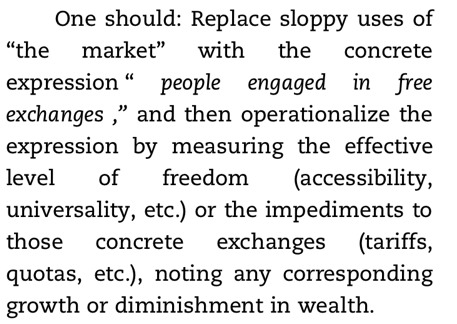 One should: Replace sloppy uses of
“the market” with the concrete
expression “ people engaged in free
exchanges ,” and then operationalize the
expression by measuring the effective
level of freedom (accessibility,
universality, etc.) or the impediments to
those concrete exchanges (tariffs,
quotas, etc.), noting any corresponding
growth or diminishment in wealth.